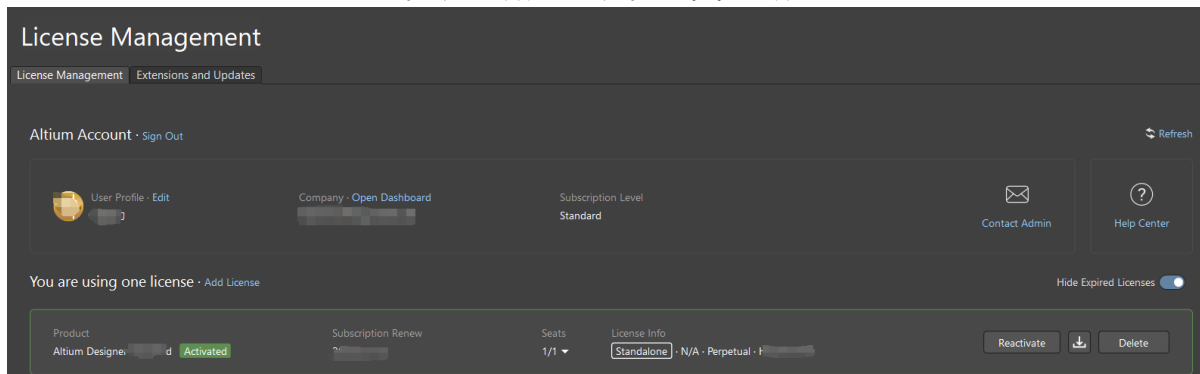 License Management
License Management Extensions and Updates
Altium Account · Sign Out
Refresh
User Profile · Edit
Company · Open Dashboard
Subscription Level
Standard
Contact Admin
Help Center
You are using one license · Add License
Hide Expired Licenses
Product
Altium Designer Activated
Subscription Renew
Seats
1/1
License Info
Standalone · N/A · Perpetual ·
Reactivate
Delete